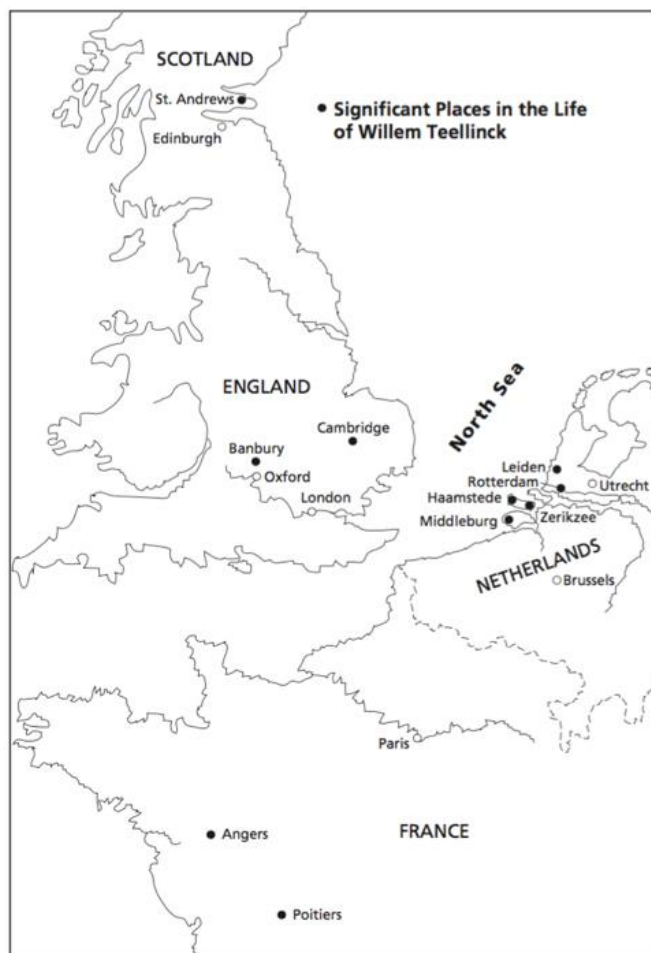 SCOTLAND
St. Andrews
Edinburgh
Significant Places in the Life
of Willem Teellinck
North Sea
ENGLAND
Cambridge
Banbury
Oxford
London
Leiden
Rotterdam
Utrecht
Haamstede
Zerikzee
Middleburg
NETHERLANDS
Brussels
Paris
Angers
FRANCE
Poitiers